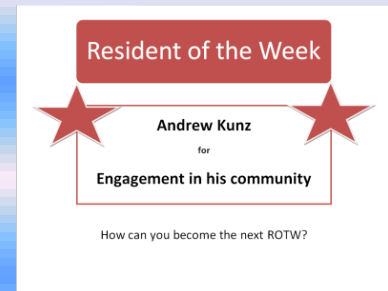 Resident of the Week
Andrew Kunz
for
Engagement in his community
How can you become the next ROTW?